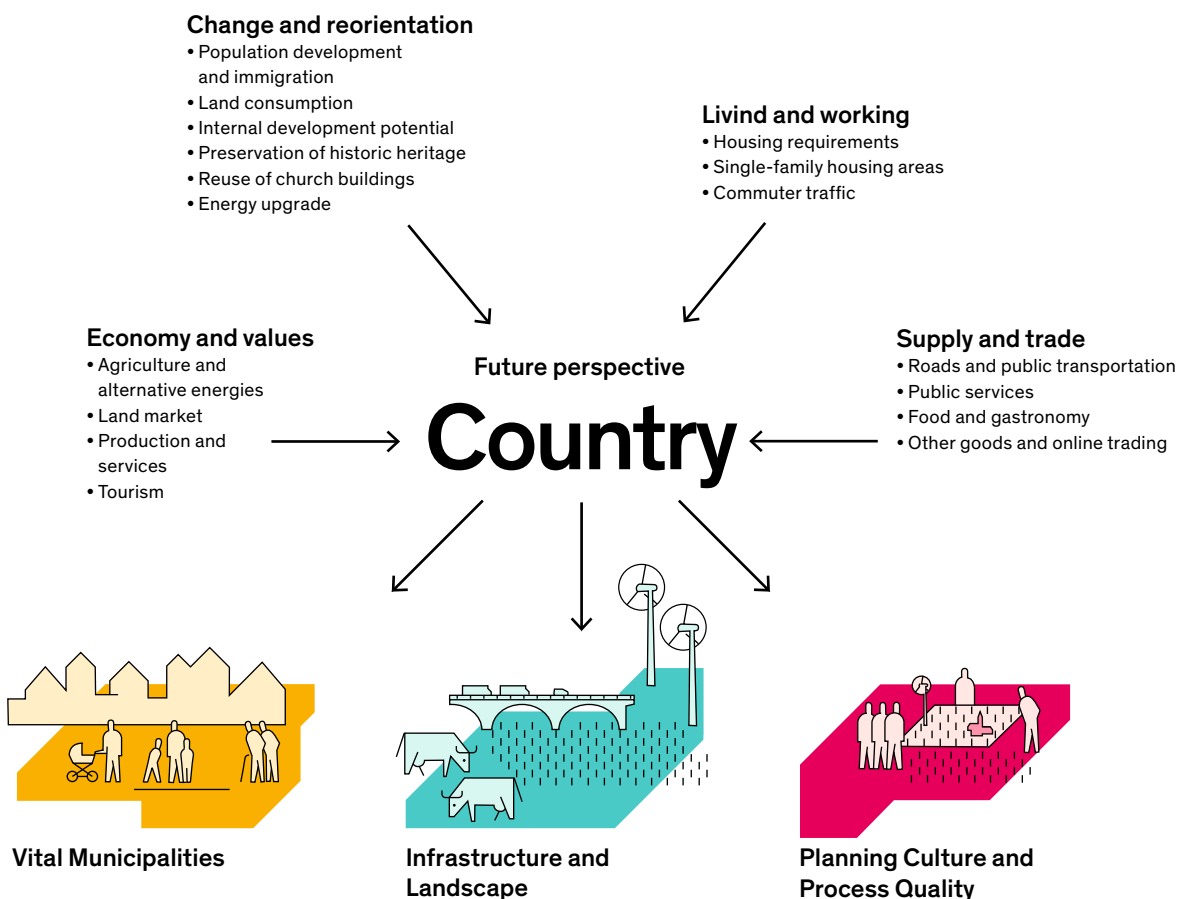 Change and reorientation
• Population development
and immigration
• Land consumption
• Internal development potential
• Preservation of historic heritage
• Reuse of church buildings
• Energy upgrade
Livind and working
• Housing requirements
• Single-family housing areas
• Commuter traffic
Economy and values
• Agriculture and
alternative energies
• Land market
• Production and
services
• Tourism
Future perspective
Country
Supply and trade
• Roads and public transportation
• Public services
• Food and gastronomy
• Other goods and online trading
Vital Municipalities
Infrastructure and
Landscape
Planning Culture and
Process Quality